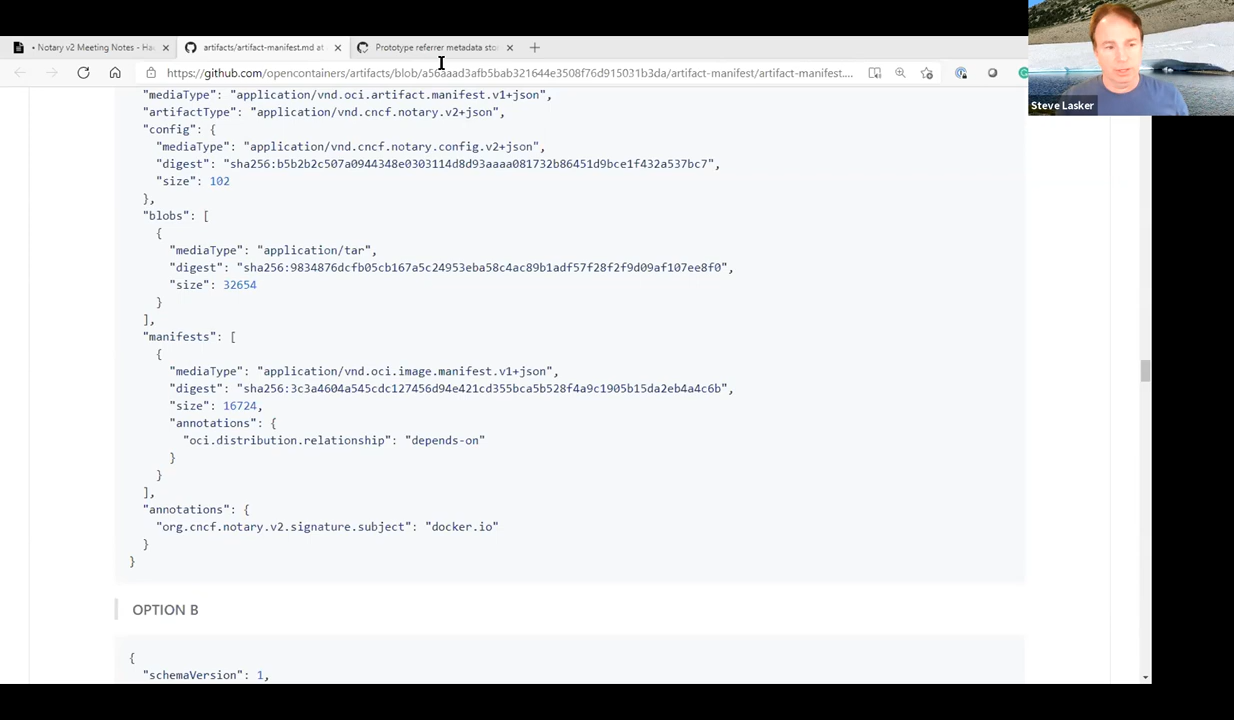 • Notary v2 Meeting Notes - Ha
artifacts/artifact-manifest.md at
Prototype referrer metadata sto
https://github.com/opencontainers/artifacts/blob/a56aaad3afb5bab321644e3508f76d915031b3da/artifact-manifest/artifact-manifest....
Steve Lasker
"mediaType": "application/vnd.oci.artifact.manifest.v1+json",
"artifactType": "application/vnd.cncf.notary.v2+json",
"config": {
"mediaType": "application/vnd.cncf.notary.config.v2+json",
"digest": "sha256:b5b2b2c507a0944348e0303114d8d93aaaa081732b86451d9bce1f432a537bc7",
"size": 102
},
"blobs": [
{
"mediaType": "application/tar",
"digest": "sha256:9834876dcfb05cb167a5c24953eba58c4ac89b1adf57f28f2f9d09af107ee8f0",
"size": 32654
}
],
"manifests": [
{
"mediaType": "application/vnd.oci.image.manifest.v1+json",
"digest": "sha256:3c3a4604a545cdc127456d94e421cd355bca5b528f4a9c1905b15da2eb4a4c6b",
"size": 16724,
"annotations": {
"oci.distribution.relationship": "depends-on"
}
}
],
"annotations": {
"org.cncf.notary.v2.signature.subject": "docker.io"
}
}
OPTION B
{
"schemaVersion": 1,